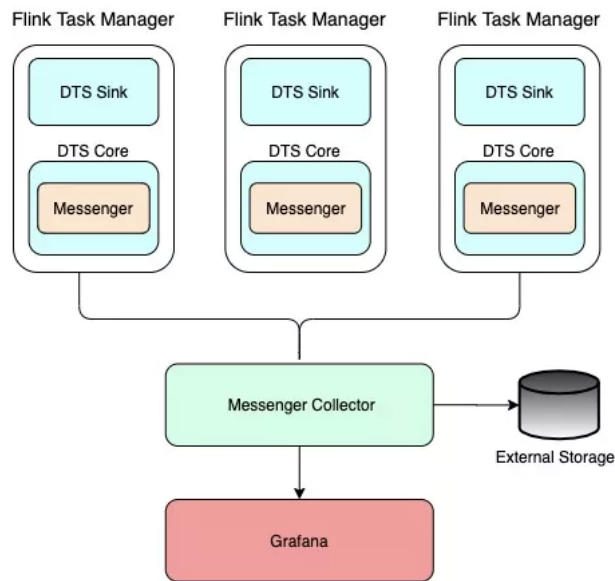 Flink Task Manager Flink Task Manager Flink Task Manager
DTS Sink DTS Sink DTS Sink
DTS Core DTS Core DTS Core
Messenger Messenger Messenger
Messenger Collector
External Storage
Grafana